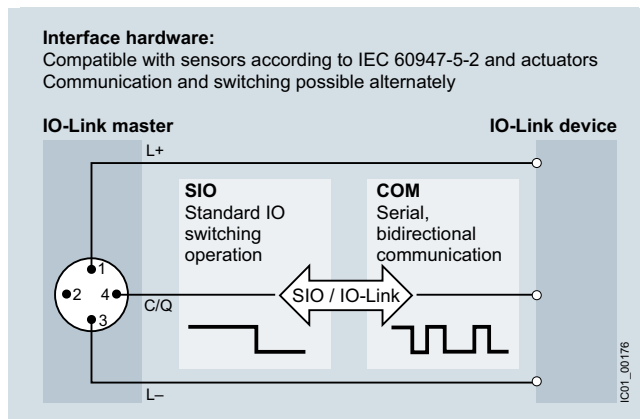 Interface hardware:
Compatible with sensors according to IEC 60947-5-2 and actuators
Communication and switching possible alternately
IO-Link master
IO-Link device
L+
SIO
Standard IO
switching
operation
COM
Serial,
bidirectional
communication
1
2
4
3
C/Q
SIO / IO-Link
L–
IC01_00176